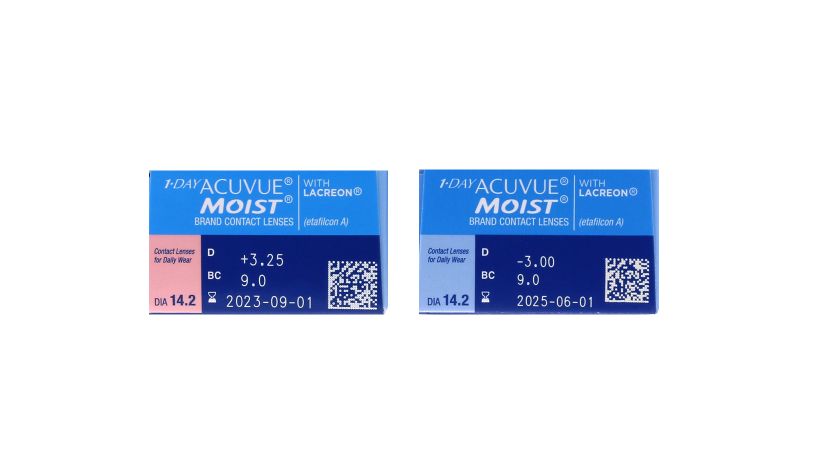 1·DAY ACUVUE®
MOIST®
BRAND CONTACT LENSES
WITH
LACREON®
(etafilcon A)
Contact Lenses
for Daily Wear
DIA 14.2
D +3.25
BC 9.0
2023-09-01
1·DAY ACUVUE®
MOIST®
BRAND CONTACT LENSES
WITH
LACREON®
(etafilcon A)
Contact Lenses
for Daily Wear
DIA 14.2
D -3.00
BC 9.0
2025-06-01